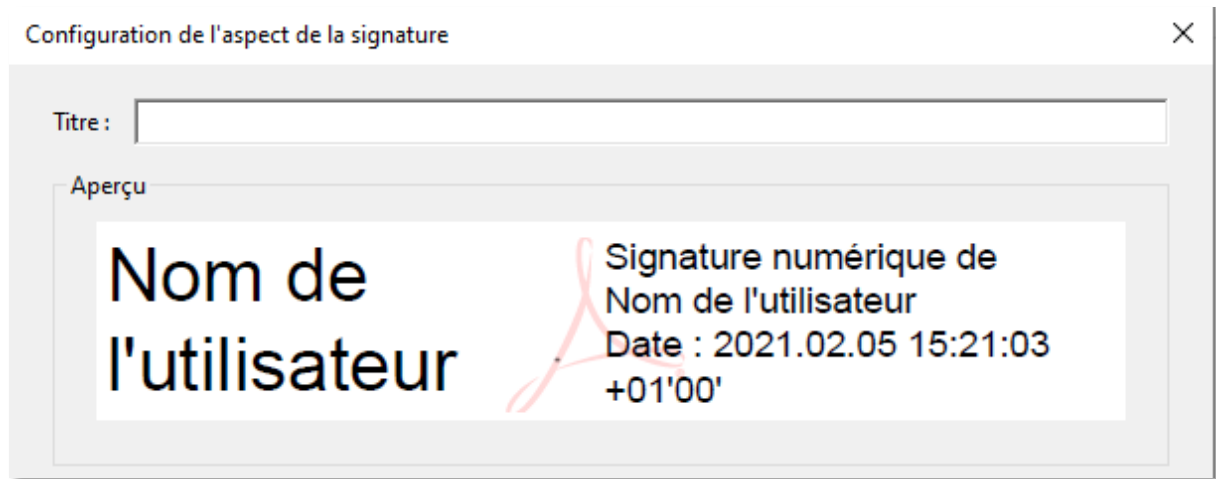 Configuration de l'aspect de la signature
Titre :
Aperçu
Nom de
l'utilisateur
Signature numérique de
Nom de l'utilisateur
Date : 2021.02.05 15:21:03
+01'00'